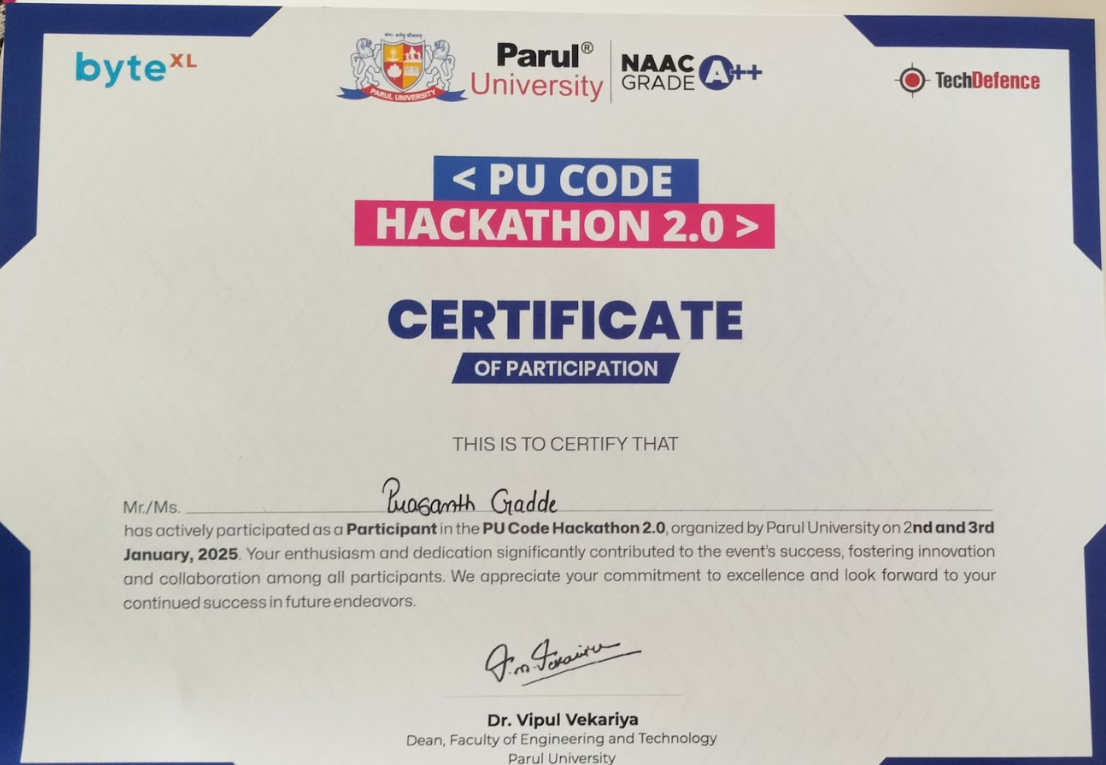 byteXL
PARUL UNIVERSITY
Parul®
University
NAAC
GRADE A++
TechDefence
< PU CODE
HACKATHON 2.0 >
CERTIFICATE
OF PARTICIPATION
THIS IS TO CERTIFY THAT
Mr./Ms. Prasanth Gadde
has actively participated as a Participant in the PU Code Hackathon 2.0, organized by Parul University on 2nd and 3rd
January, 2025. Your enthusiasm and dedication significantly contributed to the event's success, fostering innovation
and collaboration among all participants. We appreciate your commitment to excellence and look forward to your
continued success in future endeavors.
Dr. Vipul Vekariya
Dean, Faculty of Engineering and Technology
Parul University